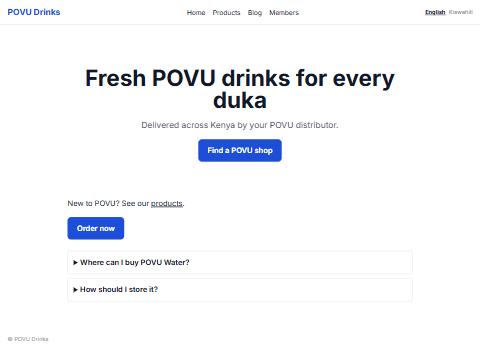 POVU Drinks
Home Products Blog Members
English Kiswahili
Fresh POVU drinks for every
duka
Delivered across Kenya by your POVU distributor.
Find a POVU shop
New to POVU? See our products.
Order now
Where can I buy POVU Water?
How should I store it?
© POVU Drinks